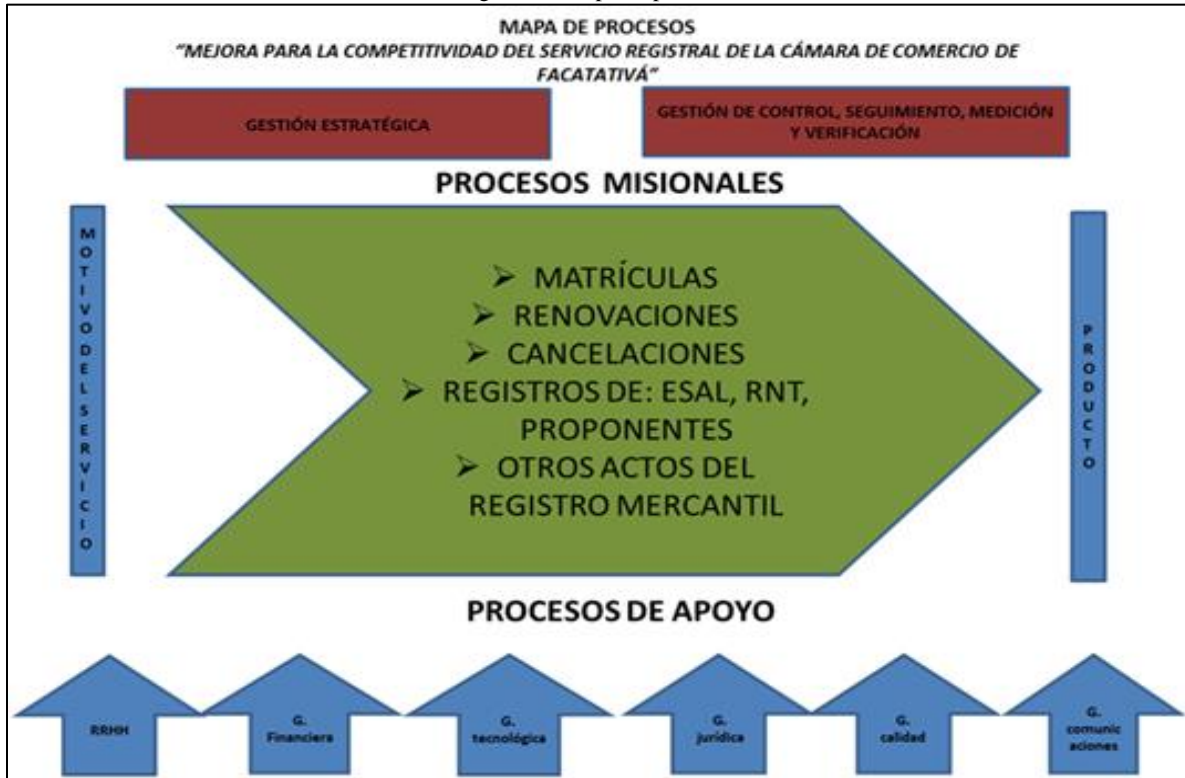 MAPA DE PROCESOS
"MEJORA PARA LA COMPETITIVIDAD DEL SERVICIO REGISTRAL DE LA CÁMARA DE COMERCIO DE
FACATATIVÁ"
GESTIÓN ESTRATÉGICA
GESTIÓN DE CONTROL, SEGUIMIENTO, MEDICIÓN
Y VERIFICACIÓN
PROCESOS MISIONALES
MOTIVO DEL SERVICIO
➢ MATRÍCULAS
➢ RENOVACIONES
➢ CANCELACIONES
➢ REGISTROS DE: ESAL, RNT,
PROPONENTES
➢ OTROS ACTOS DEL
REGISTRO MERCANTIL
PRODUCTO
PROCESOS DE APOYO
RRHH
G.
Financiera
G.
tecnológica
G.
jurídica
G.
calidad
G.
comunic
aciones